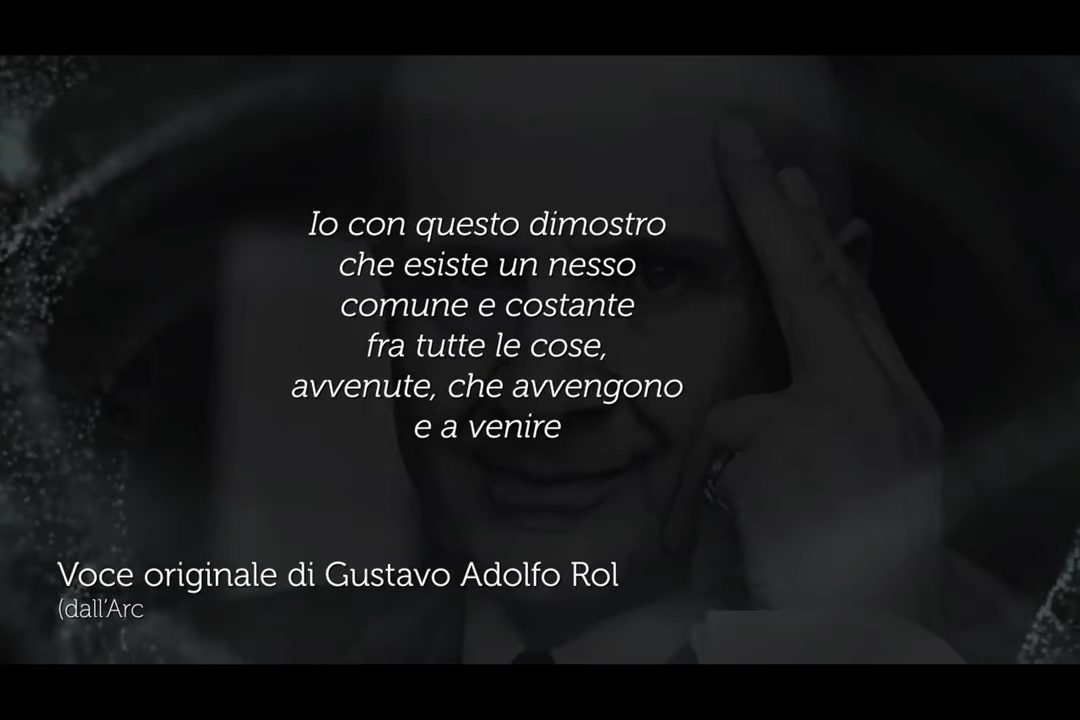 Io con questo dimostro
che esiste un nesso
comune e costante
fra tutte le cose,
avvenute, che avvengono
e a venire
Voce originale di Gustavo Adolfo Rol
(dall'Arc